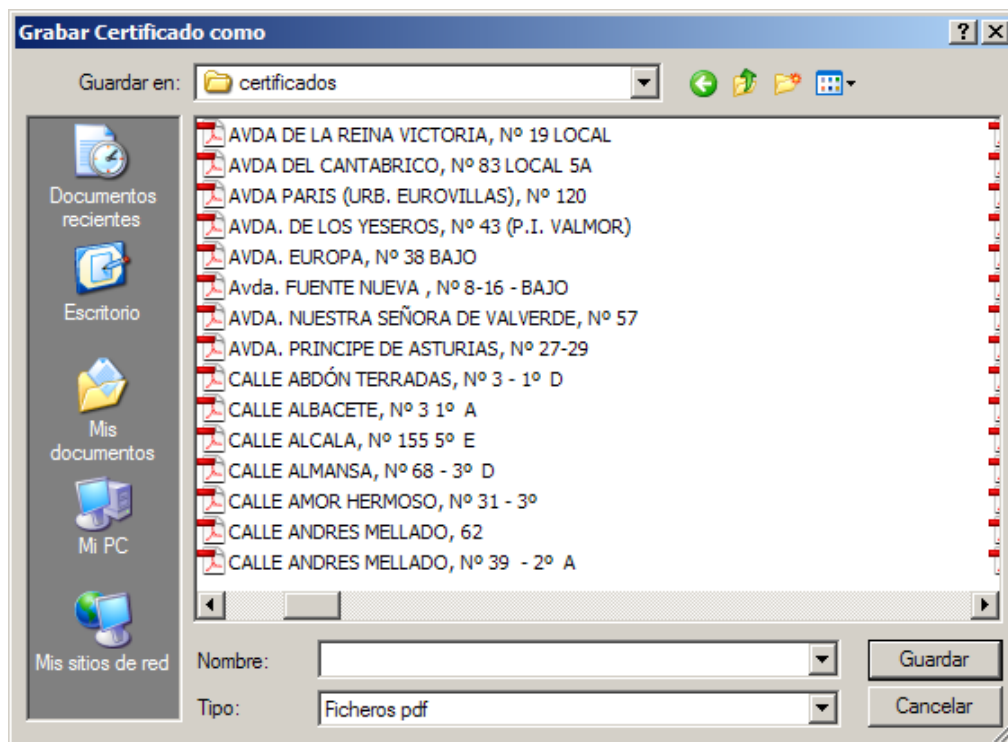 Grabar Certificado como
Guardar en: certificados
Documentos
recientes
Escritorio
Mis
documentos
Mi PC
Mis sitios de red
AVDA DE LA REINA VICTORIA, Nº 19 LOCAL
AVDA DEL CANTABRICO, Nº 83 LOCAL 5A
AVDA PARIS (URB. EUROVILLAS), Nº 120
AVDA. DE LOS YESEROS, Nº 43 (P.I. VALMOR)
AVDA. EUROPA, Nº 38 BAJO
Avda. FUENTE NUEVA , Nº 8-16 - BAJO
AVDA. NUESTRA SEÑORA DE VALVERDE, Nº 57
AVDA. PRINCIPE DE ASTURIAS, Nº 27-29
CALLE ABDÓN TERRADAS, Nº 3 - 1º D
CALLE ALBACETE, Nº 3 1º A
CALLE ALCALA, Nº 155 5º E
CALLE ALMANSA, Nº 68 - 3º D
CALLE AMOR HERMOSO, Nº 31 - 3º
CALLE ANDRES MELLADO, 62
CALLE ANDRES MELLADO, Nº 39 - 2º A
Nombre:
Guardar
Tipo: Ficheros pdf
Cancelar